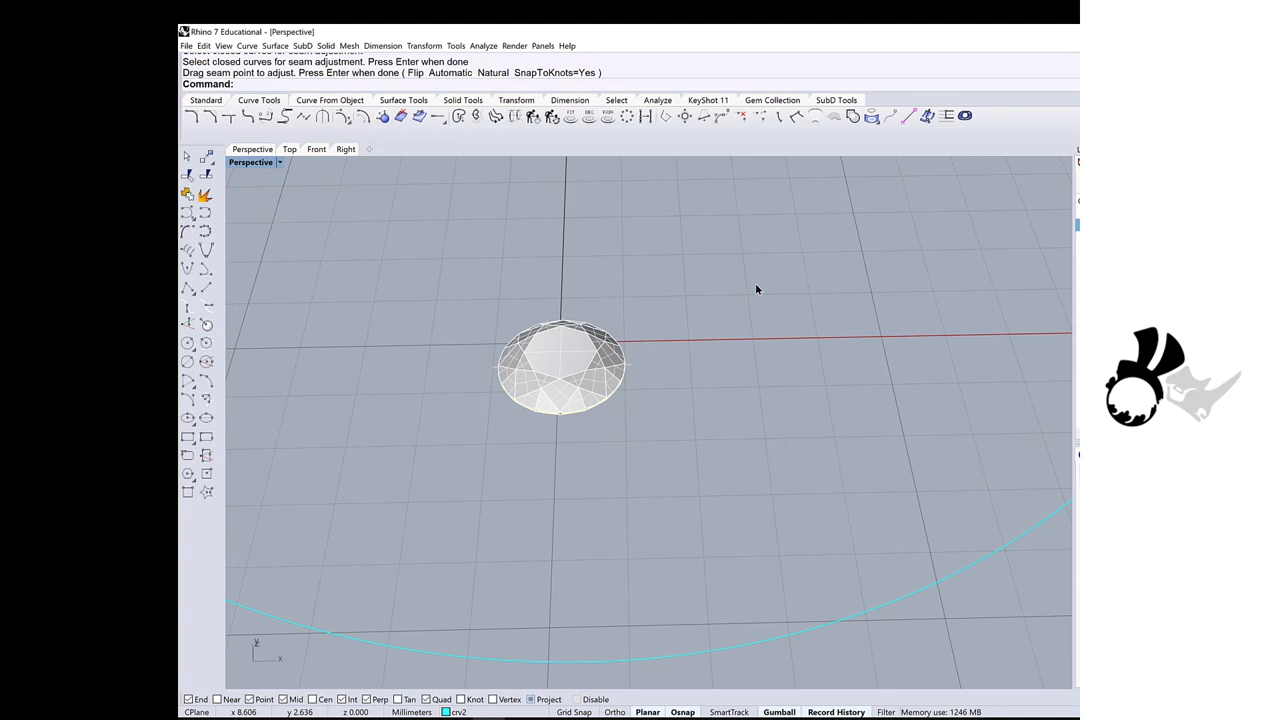 Rhino 7 Educational - [Perspective]
File Edit View Curve Surface SubD Solid Mesh Dimension Transform Tools Analyze Render Panels Help
Select closed curves for seam adjustment. Press Enter when done
Drag seam point to adjust. Press Enter when done ( Flip Automatic Natural SnapToKnots=Yes )
Command:
Standard Curve Tools Curve From Object Surface Tools Solid Tools Transform Dimension Select Analyze KeyShot 11 Gem Collection SubD Tools
Perspective Top Front Right
Perspective
x
End Near Point Mid Cen Int Perp Tan Quad Knot Vertex Project Disable
CPlane x 8.606 y 2.636 z 0.000 Millimeters crv2 Grid Snap Ortho Planar Osnap SmartTrack Gumball Record History Filter Memory use: 1246 MB